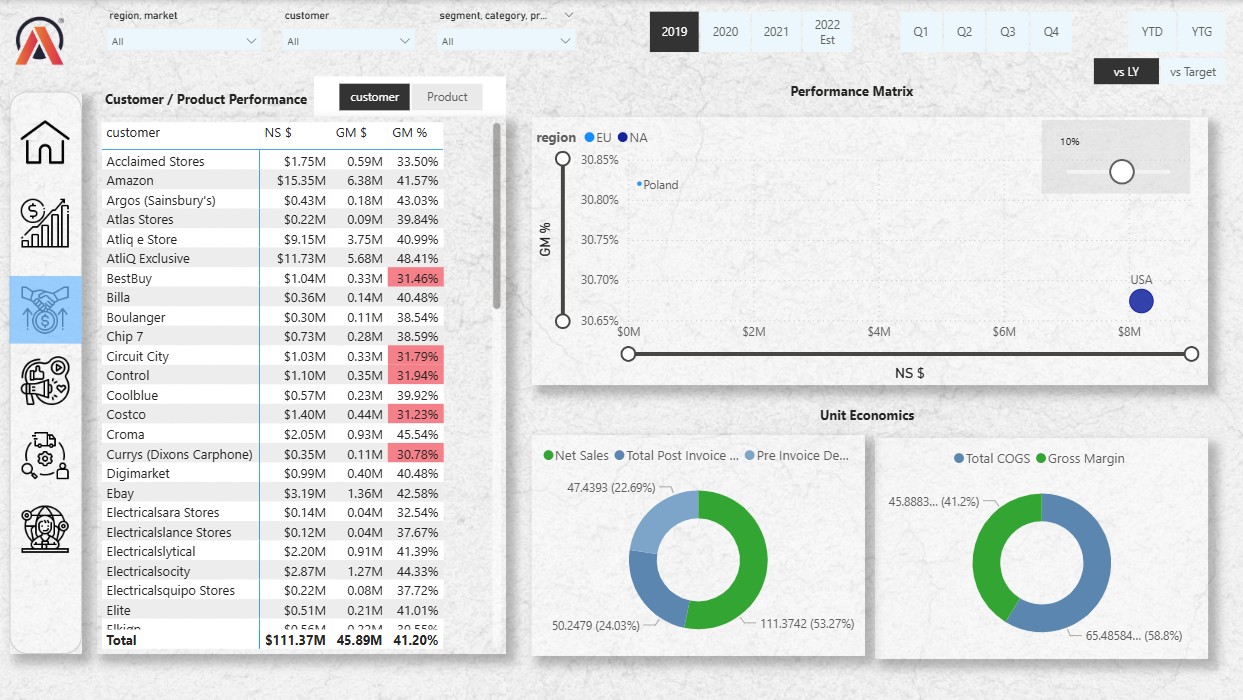 region, market
customer
segment, category, pr...
All
All
All
2019
2020
2021
2022
Est
Q1
Q2
Q3
Q4
YTD
YTG
vs LY
vs Target
Customer / Product Performance
customer
Product
customer NS $ GM $ GM %
Acclaimed Stores $1.75M 0.59M 33.50%
Amazon $15.35M 6.38M 41.57%
Argos (Sainsbury's) $0.43M 0.18M 43.03%
Atlas Stores $0.22M 0.09M 39.84%
Atliq e Store $9.15M 3.75M 40.99%
AtliQ Exclusive $11.73M 5.68M 48.41%
BestBuy $1.04M 0.33M 31.46%
Billa $0.36M 0.14M 40.48%
Boulanger $0.30M 0.11M 38.54%
Chip 7 $0.73M 0.28M 38.59%
Circuit City $1.03M 0.33M 31.79%
Control $1.10M 0.35M 31.94%
Coolblue $0.57M 0.23M 39.92%
Costco $1.40M 0.44M 31.23%
Croma $2.05M 0.93M 45.54%
Currys (Dixons Carphone) $0.35M 0.11M 30.78%
Digimarket $0.99M 0.40M 40.48%
Ebay $3.19M 1.36M 42.58%
Electricalsara Stores $0.14M 0.04M 32.54%
Electricalslance Stores $0.12M 0.04M 37.67%
Electricalslytical $2.20M 0.91M 41.39%
Electricalsocity $2.87M 1.27M 44.33%
Electricalsquipo Stores $0.22M 0.08M 37.72%
Elite $0.51M 0.21M 41.01%
Total $111.37M 45.89M 41.20%
Performance Matrix
region EU NA
10%
30.85%
30.80%
30.75%
30.70%
30.65%
GM %
Poland
USA
$0M $2M $4M $6M $8M
NS $
Unit Economics
Net Sales Total Post Invoice ... Pre Invoice De...
47.4393 (22.69%)
50.2479 (24.03%)
111.3742 (53.27%)
Total COGS Gross Margin
45.8883... (41.2%)
65.48584... (58.8%)